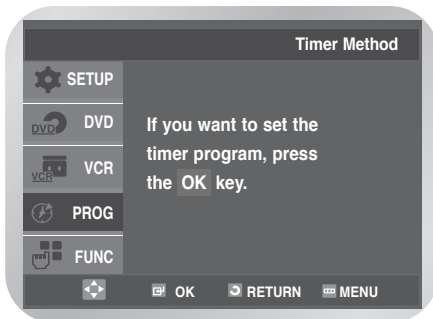 Timer Method
SETUP
DVD DVD
VCR VCR
PROG
FUNC
If you want to set the
timer program, press
the OK key.
OK RETURN MENU